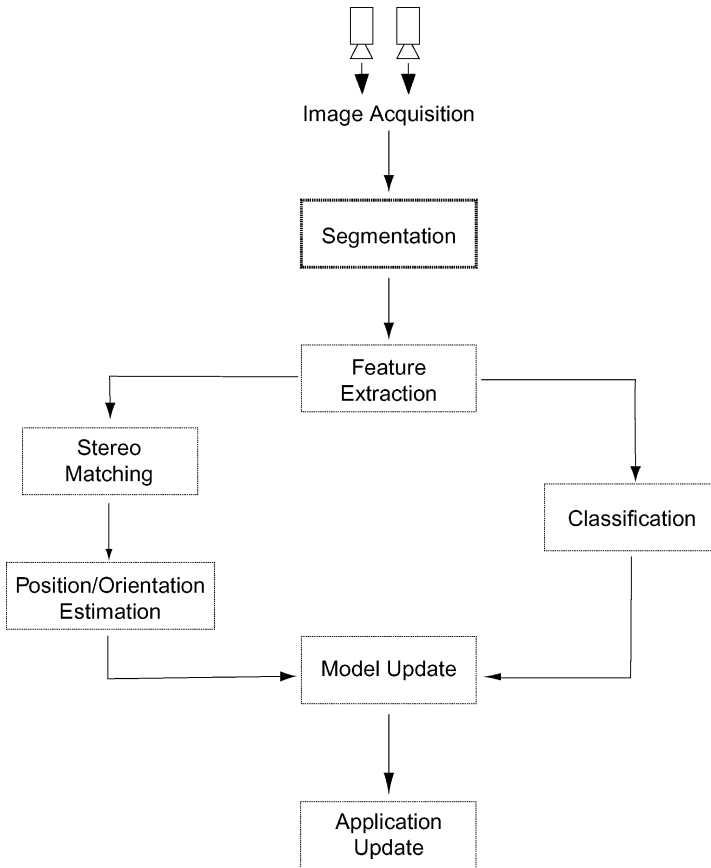 Image Acquisition
Segmentation
Feature
Extraction
Stereo
Matching
Classification
Position/Orientation
Estimation
Model Update
Application
Update